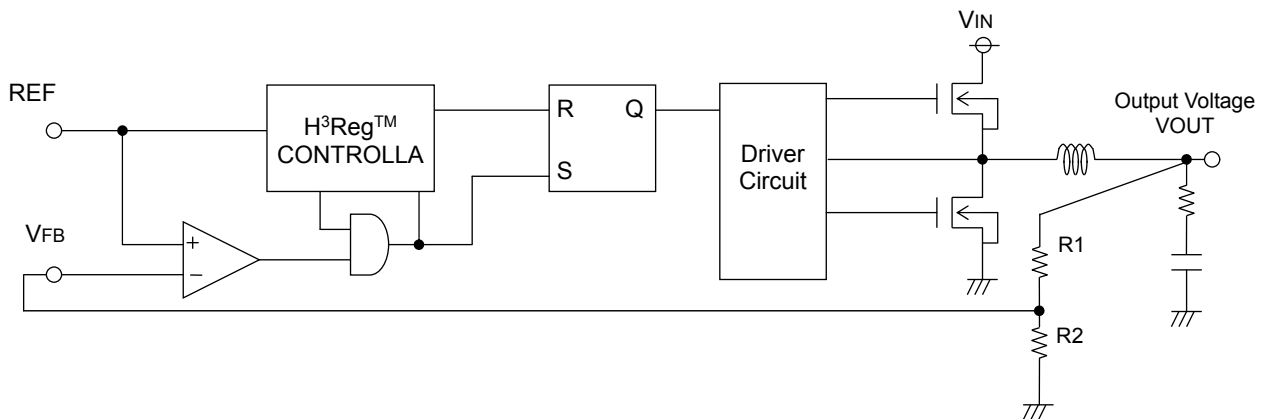 VIN
REF
H³Reg™
CONTROLLA
R
Q
S
Driver
Circuit
Output Voltage
VOUT
VFB
+
−
R1
R2